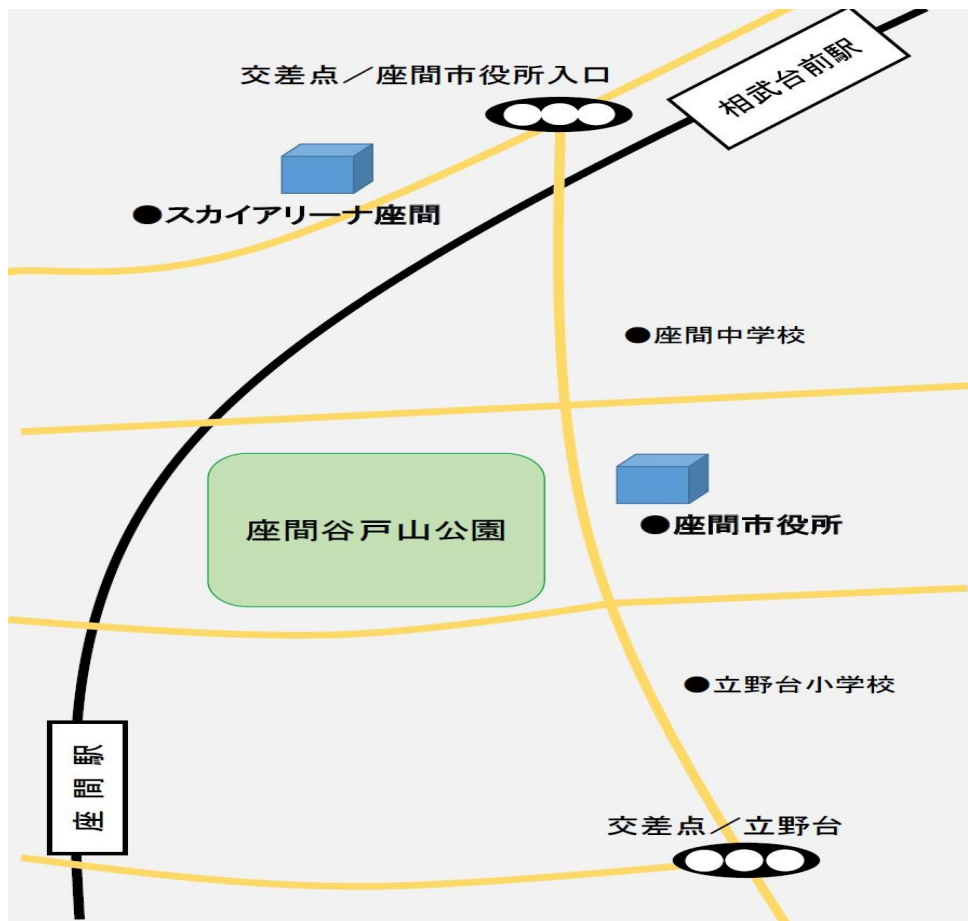 交差点／座間市役所入口
相武台前駅
●スカイアリーナ座間
●座間中学校
座間谷戸山公園
●座間市役所
●立野台小学校
座間駅
交差点／立野台